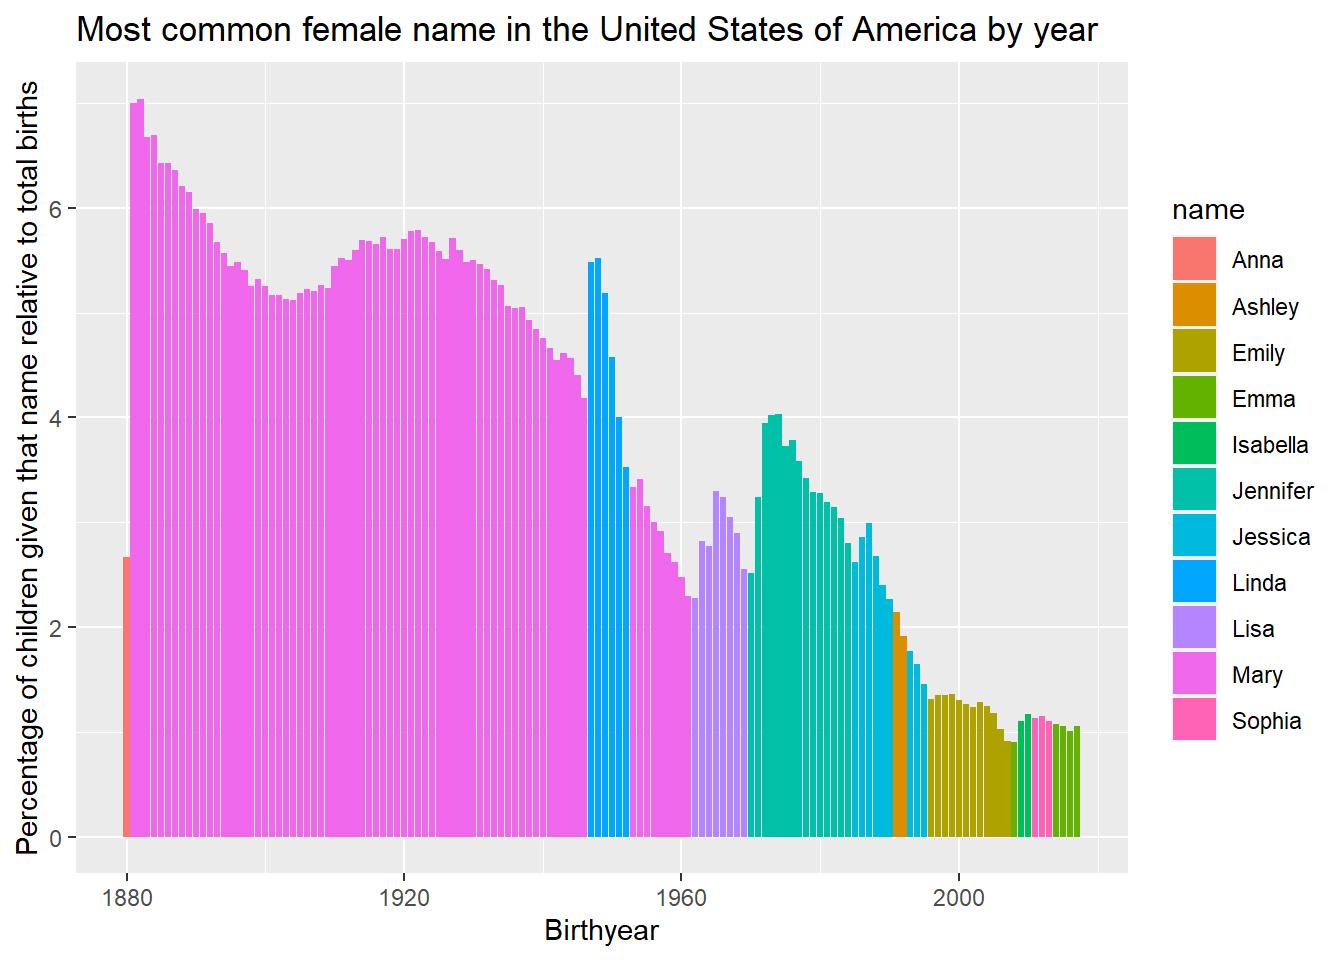 Most common female name in the United States of America by year
Percentage of children given that name relative to total births
6
4
2
0
1880
1920
1960
2000
Birthyear
name
Anna
Ashley
Emily
Emma
Isabella
Jennifer
Jessica
Linda
Lisa
Mary
Sophia